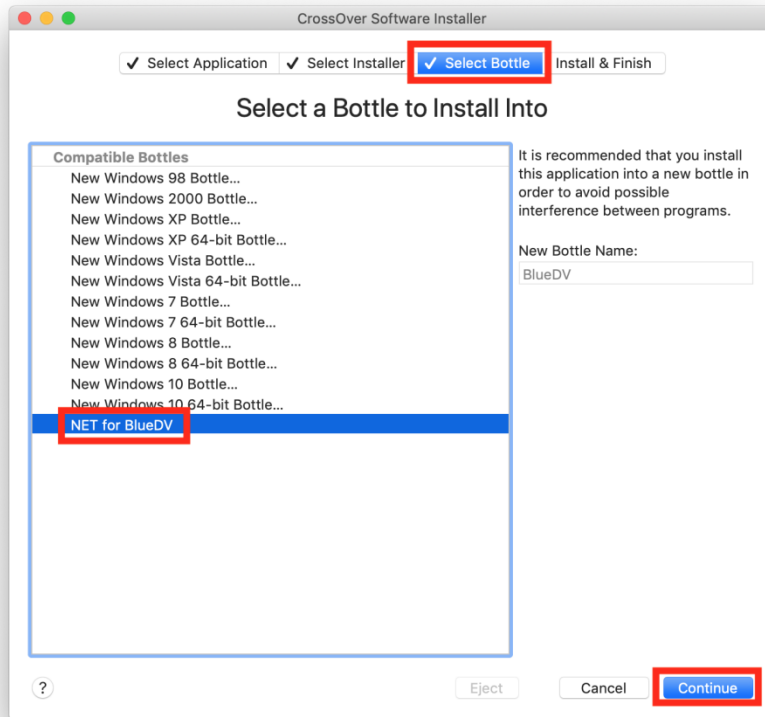 CrossOver Software Installer
✓ Select Application ✓ Select Installer ✓ Select Bottle Install & Finish
Select a Bottle to Install Into
Compatible Bottles
New Windows 98 Bottle...
New Windows 2000 Bottle...
New Windows XP Bottle...
New Windows XP 64-bit Bottle...
New Windows Vista Bottle...
New Windows Vista 64-bit Bottle...
New Windows 7 Bottle...
New Windows 7 64-bit Bottle...
New Windows 8 Bottle...
New Windows 8 64-bit Bottle...
New Windows 10 Bottle...
New Windows 10 64-bit Bottle...
NET for BlueDV
It is recommended that you install
this application into a new bottle in
order to avoid possible
interference between programs.
New Bottle Name:
BlueDV
? Eject Cancel Continue